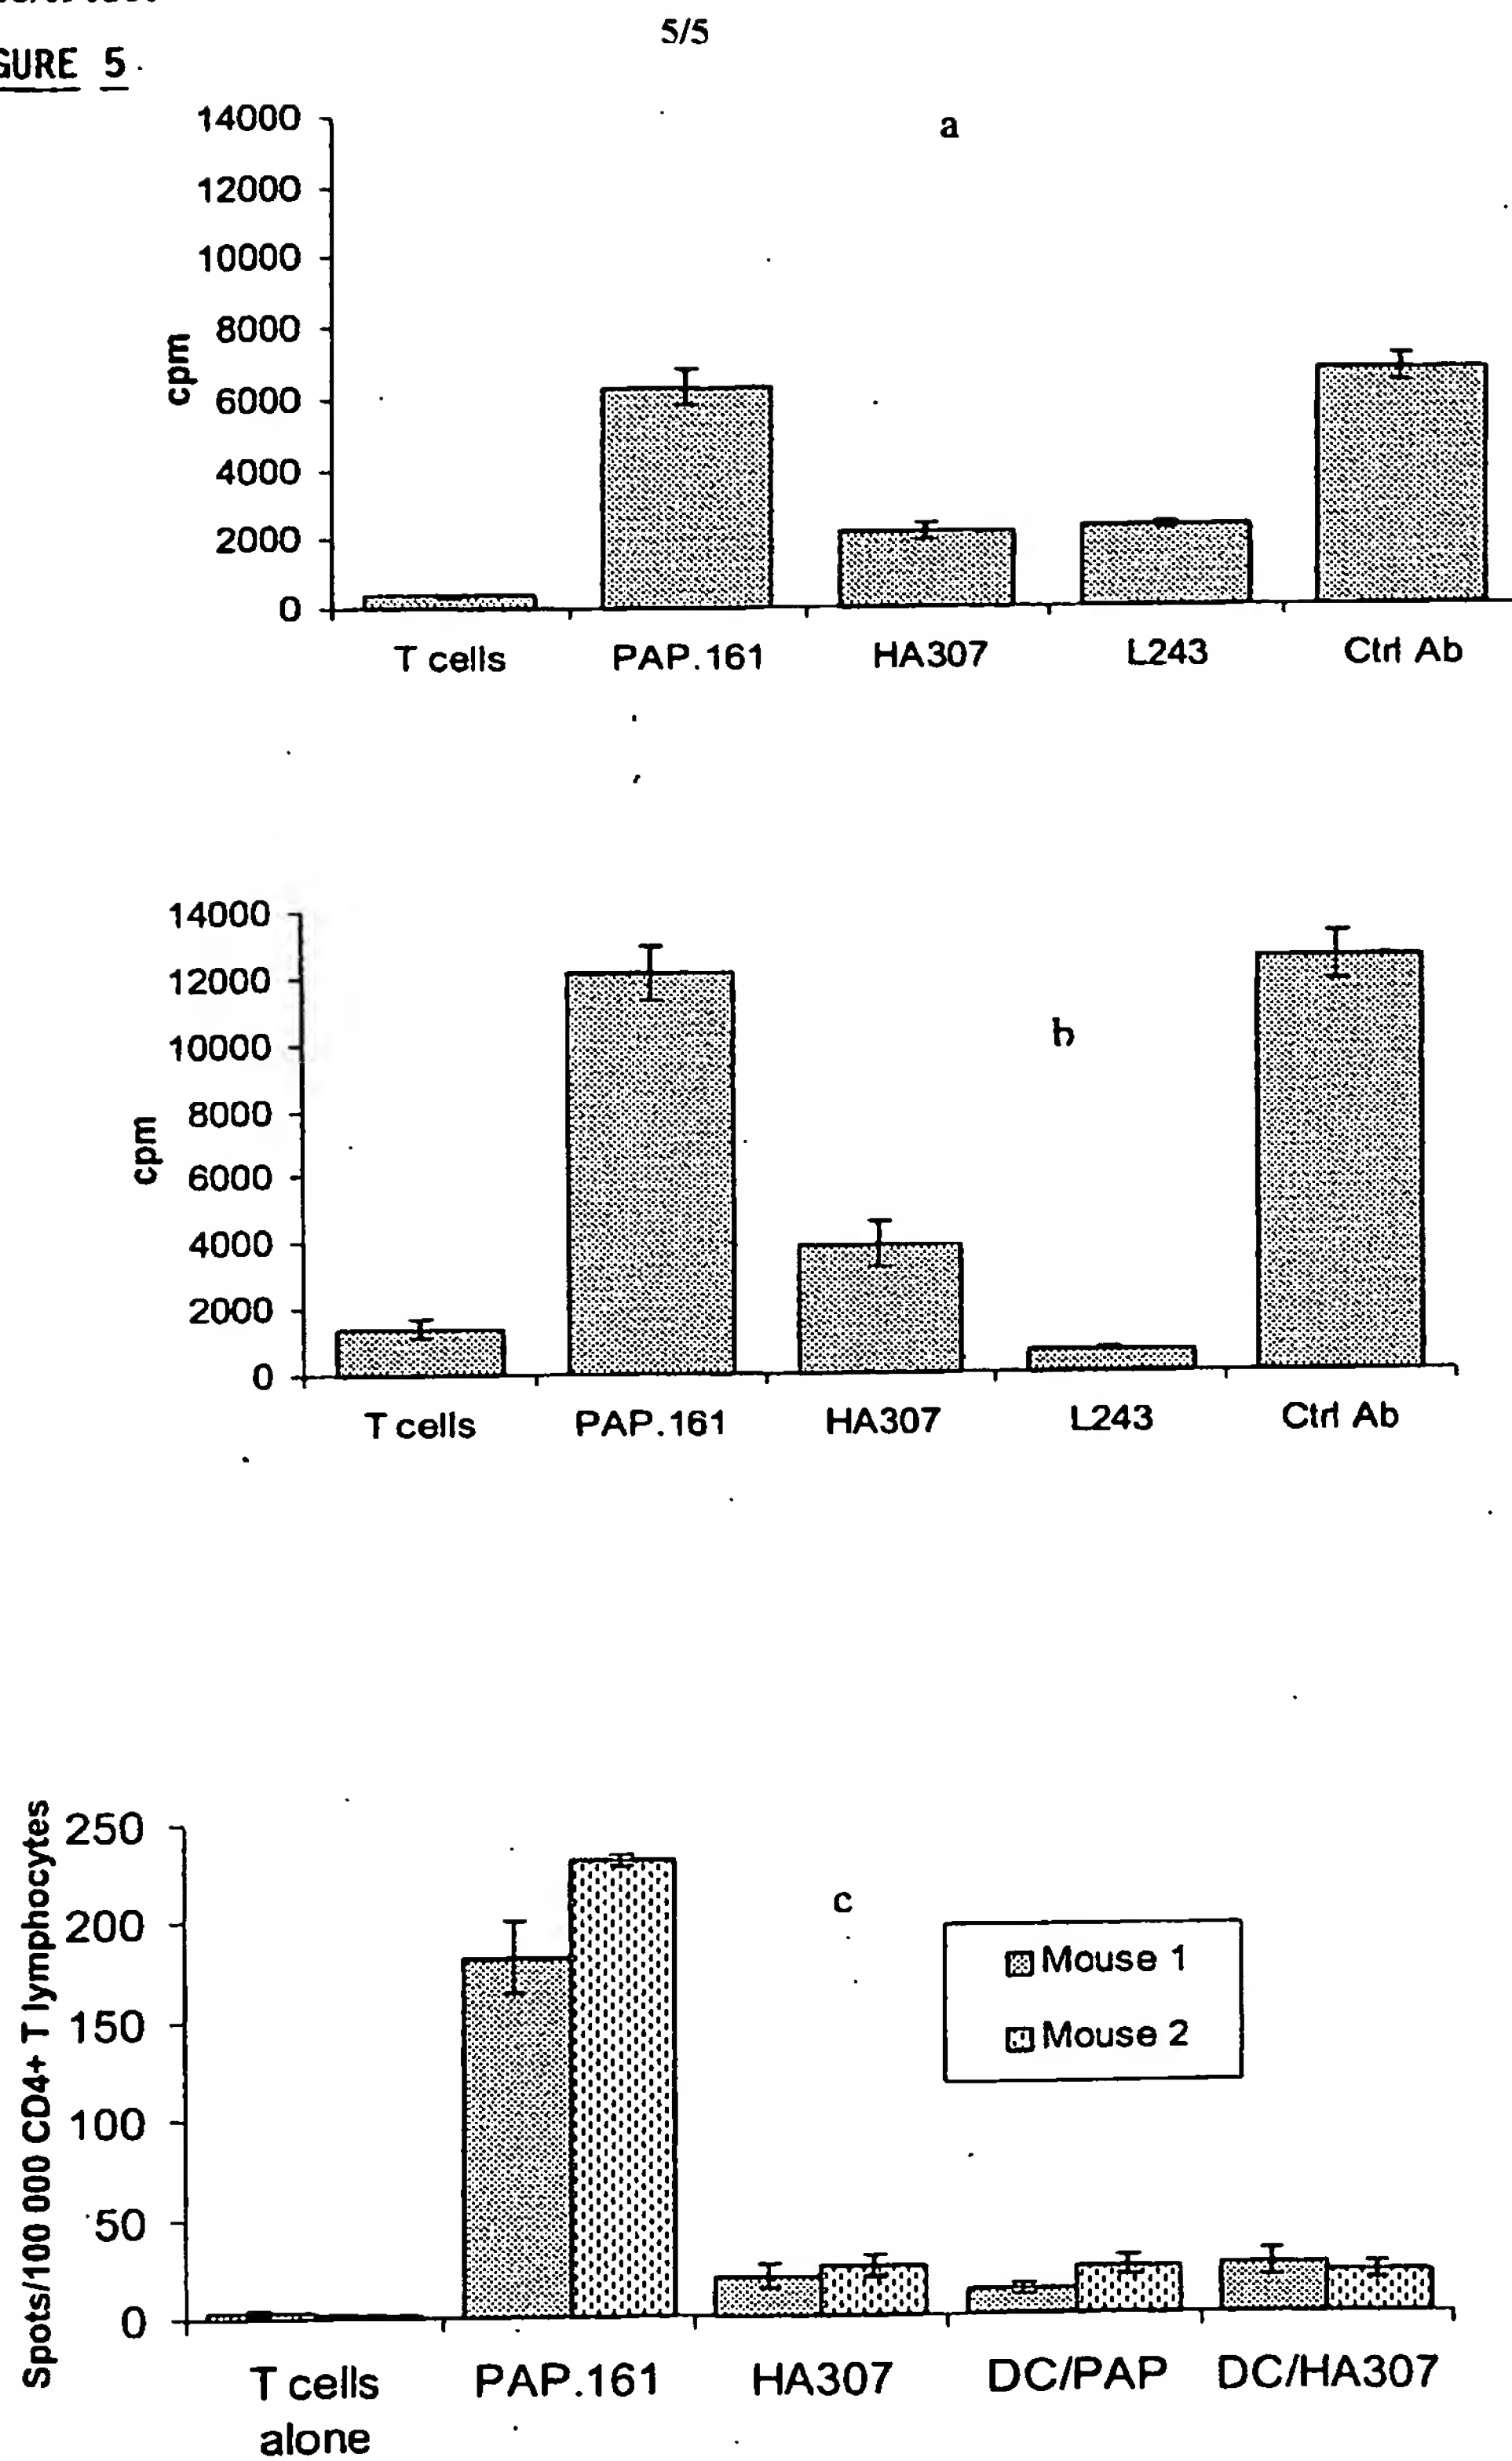 5/5
GURE 5
a
14000
12000
10000
8000
6000
4000
2000
0
cpm
T cells PAP.161 HA307 L243 Ctrl Ab
b
14000
12000
10000
8000
6000
4000
2000
0
cpm
T cells PAP.161 HA307 L243 Ctrl Ab
c
250
200
150
100
50
0
Spots/100 000 CD4+ T lymphocytes
Mouse 1
Mouse 2
T cells alone PAP.161 HA307 DC/PAP DC/HA307